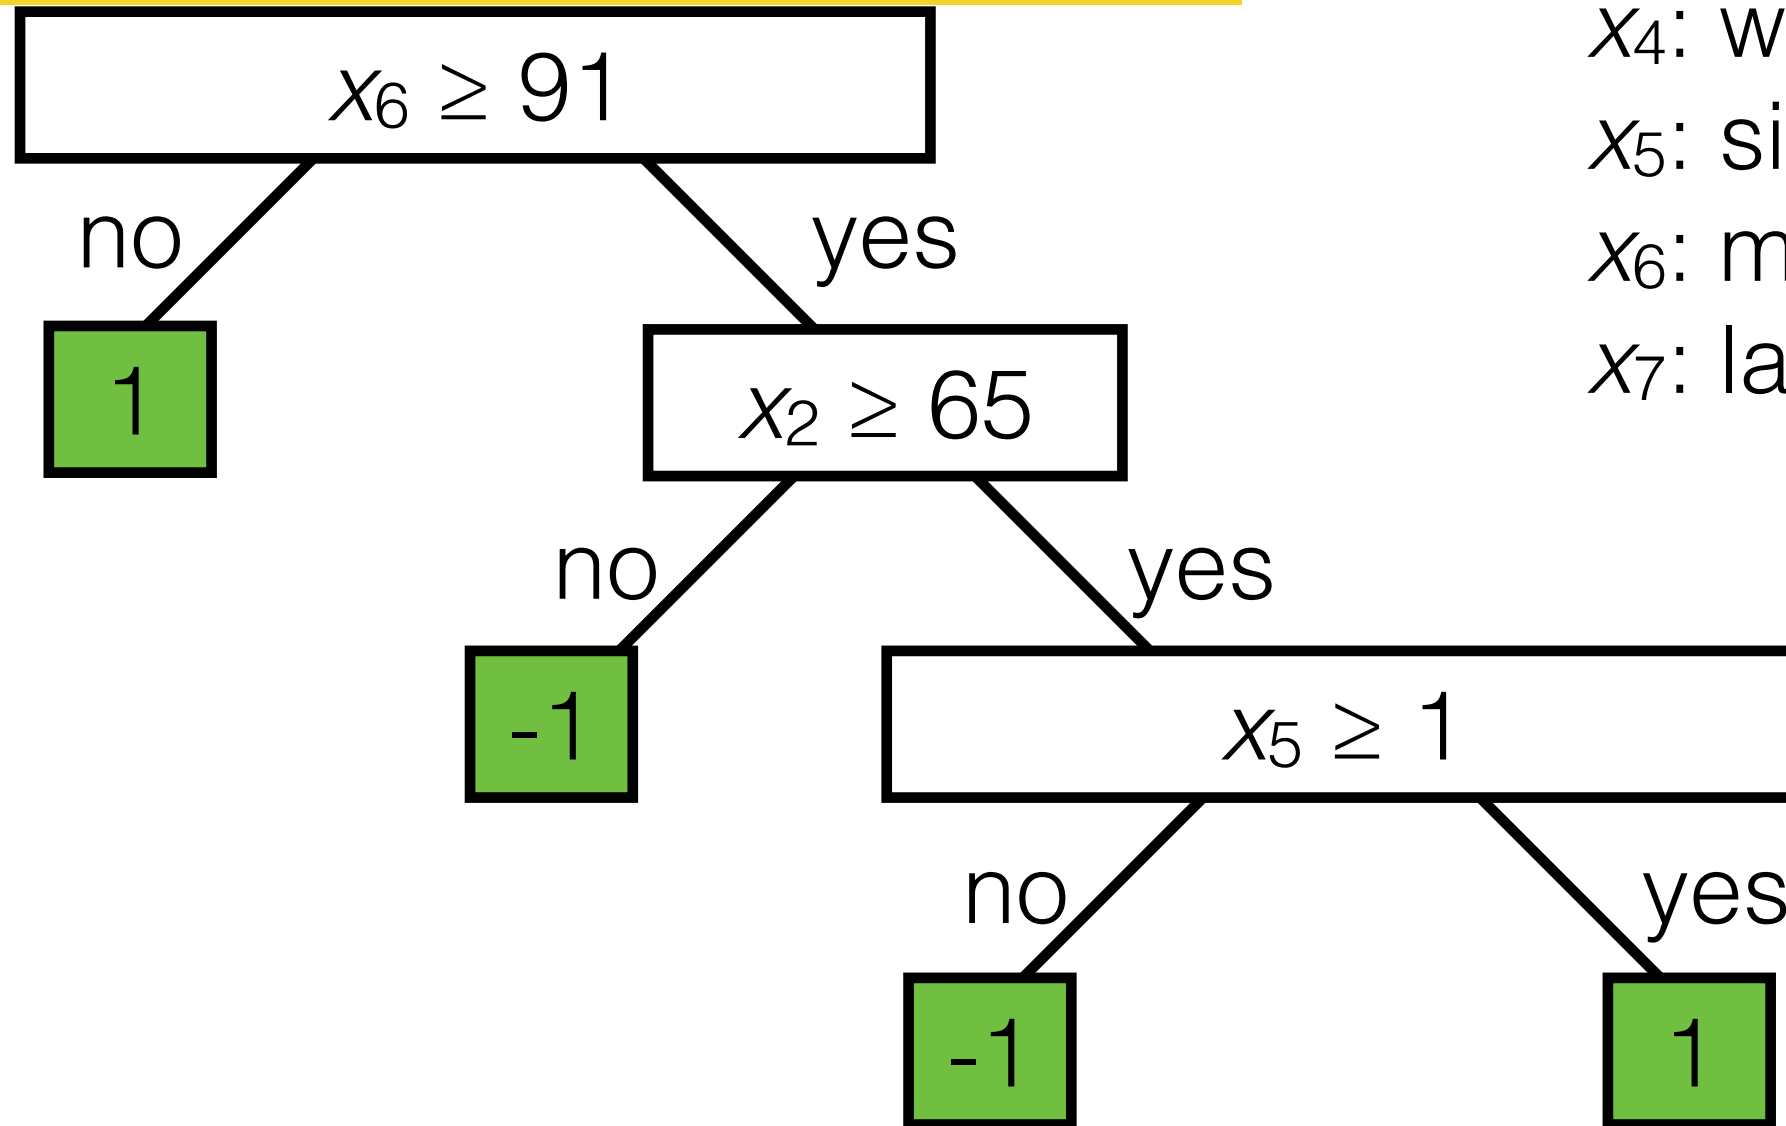 x6 ≥ 91
no
yes
1
x2 ≥ 65
no
yes
-1
x5 ≥ 1
no
yes
-1
1
x4:
x5:
x6:
x7: